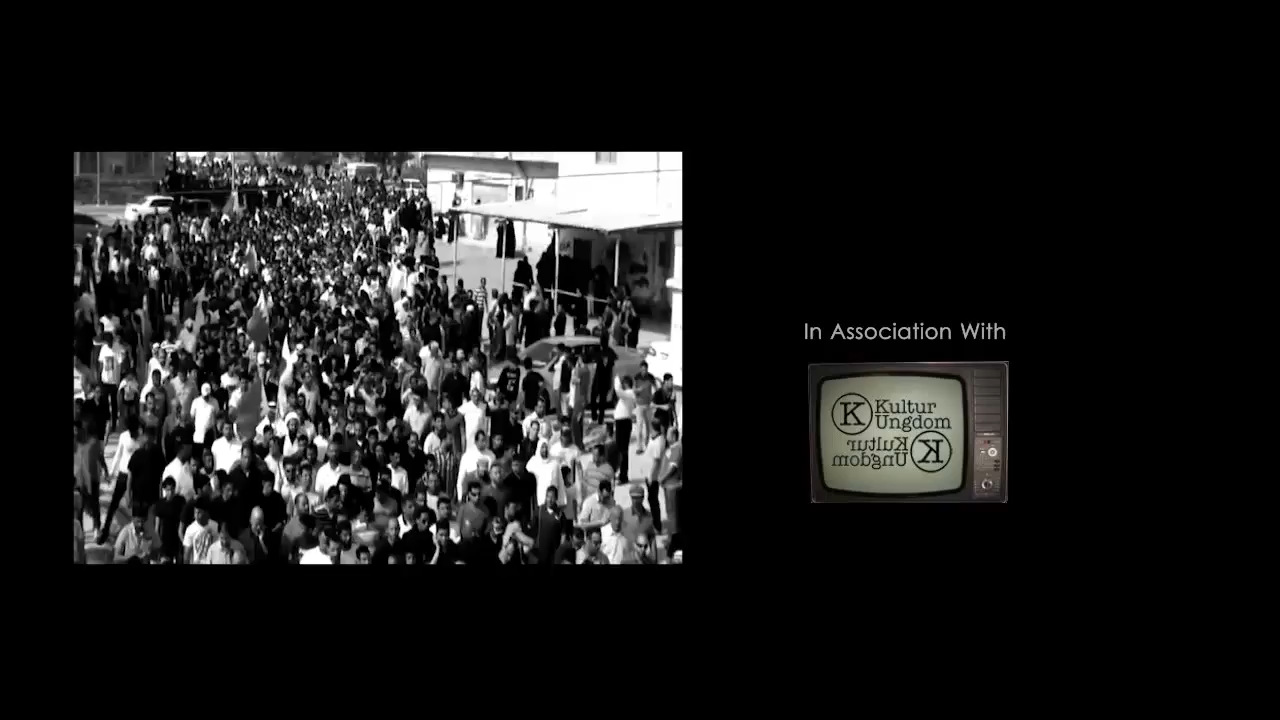 In Association With
K Kultur
Ungdom
Kultur
Ungdom K